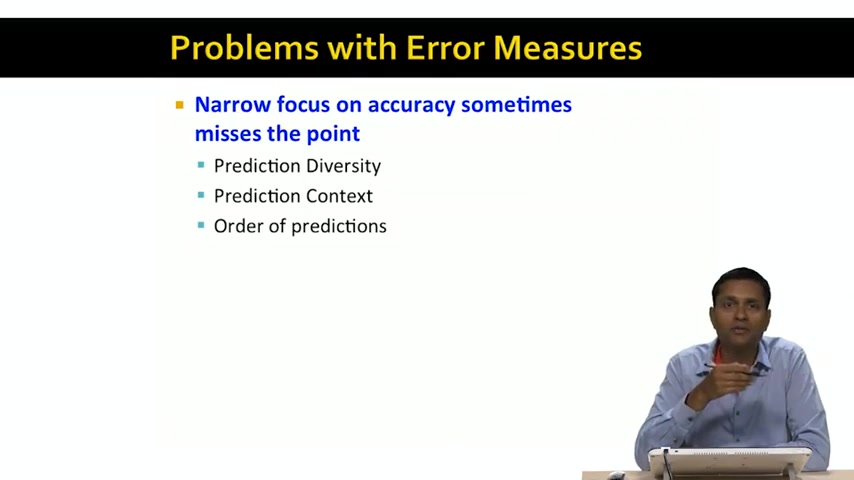 Problems with Error Measures
Narrow focus on accuracy sometimes
misses the point
Prediction Diversity
Prediction Context
Order of predictions